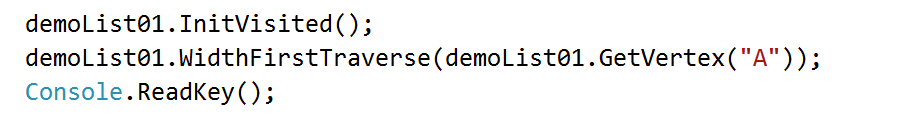 demoList01.InitVisited();
demoList01.WidthFirstTraverse(demoList01.GetVertex("A"));
Console.ReadKey();